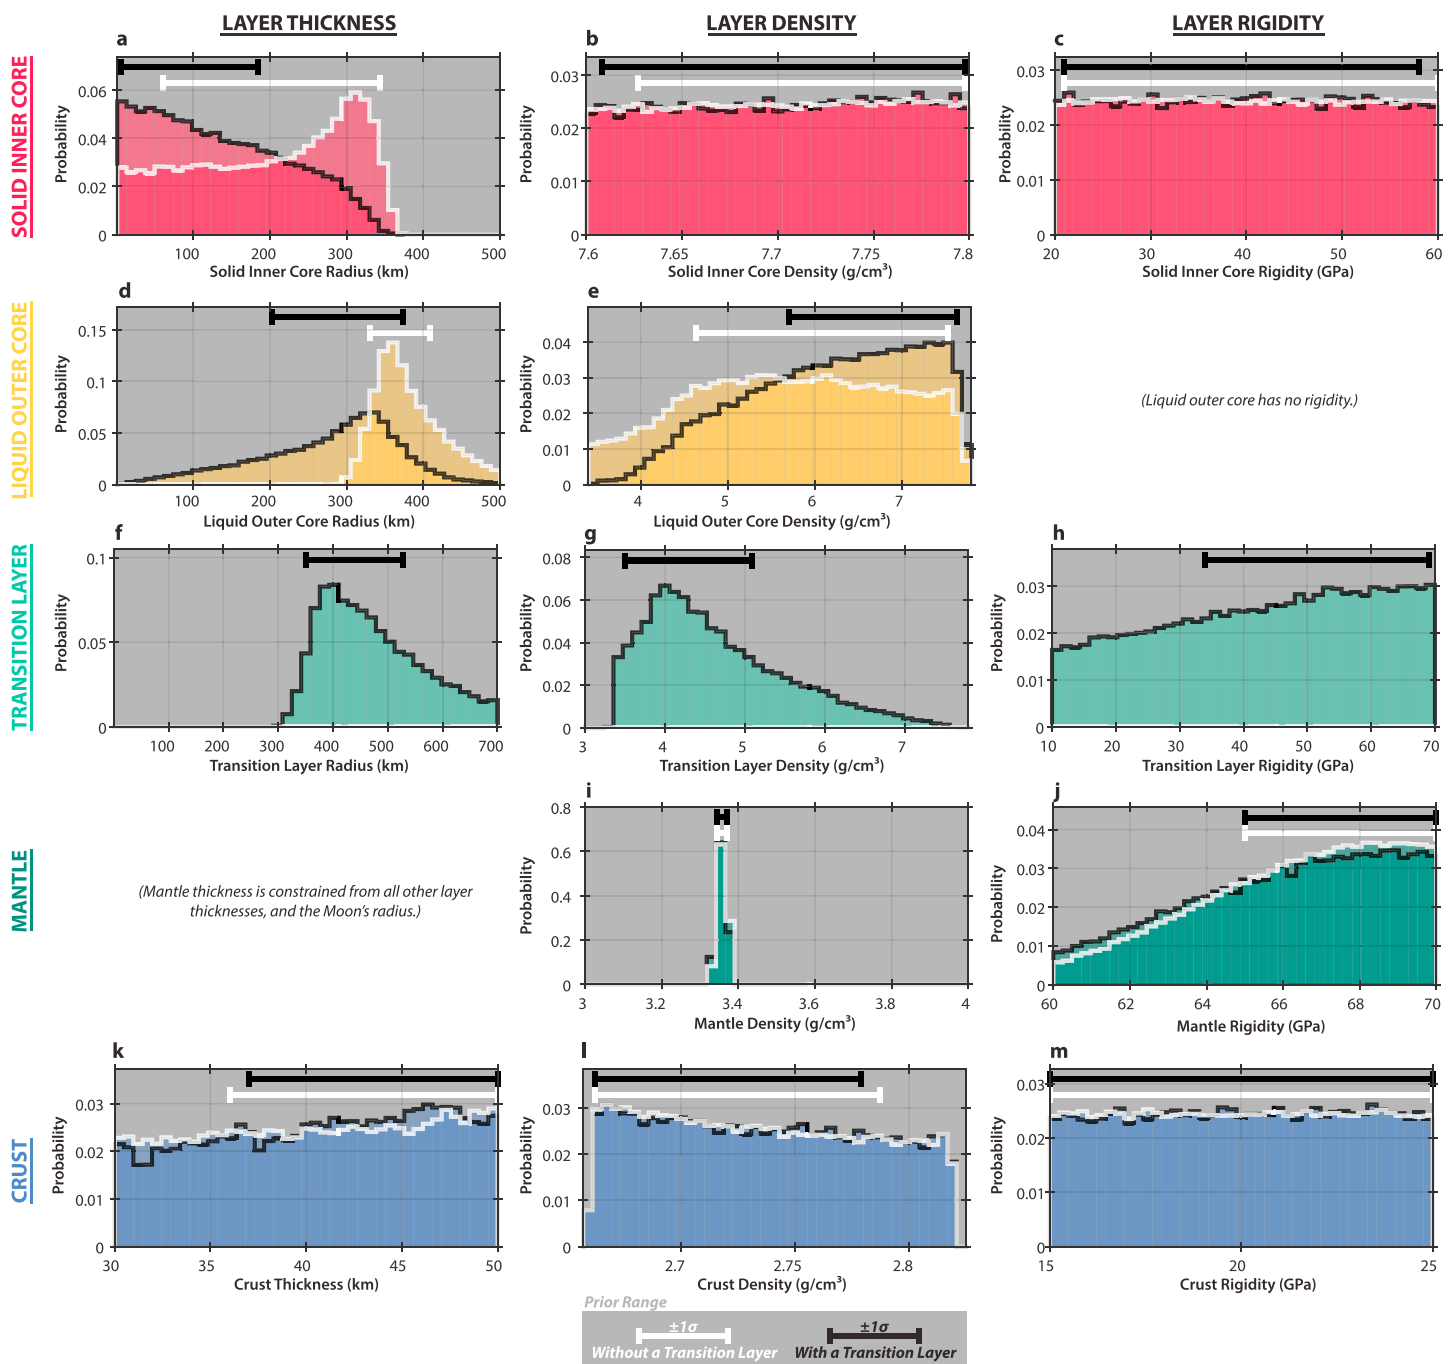 LAYER THICKNESS
LAYER DENSITY
LAYER RIGIDITY
SOLID INNER CORE
a
Probability
0.06
0.04
0.02
0
100
200
300
400
500
Solid Inner Core Radius (km)
b
Probability
0.03
0.02
0.01
0
7.6
7.65
7.7
7.75
7.8
Solid Inner Core Density (g/cm³)
c
Probability
0.03
0.02
0.01
0
20
30
40
50
60
Solid Inner Core Rigidity (GPa)
LIQUID OUTER CORE
d
Probability
0.15
0.1
0.05
0
100
200
300
400
500
Liquid Outer Core Radius (km)
e
Probability
0.04
0.03
0.02
0.01
0
4
5
6
7
Liquid Outer Core Density (g/cm³)
(Liquid outer core has no rigidity.)
TRANSITION LAYER
f
Probability
0.1
0.05
0
100
200
300
400
500
600
700
Transition Layer Radius (km)
g
Probability
0.08
0.06
0.04
0.02
0
3
4
5
6
7
Transition Layer Density (g/cm³)
h
Probability
0.03
0.02
0.01
0
10
20
30
40
50
60
70
Transition Layer Rigidity (GPa)
MANTLE
(Mantle thickness is constrained from all other layer
thicknesses, and the Moon's radius.)
i
Probability
0.8
0.6
0.4
0.2
0
3
3.2
3.4
3.6
3.8
4
Mantle Density (g/cm³)
j
Probability
0.04
0.03
0.02
0.01
0
60
62
64
66
68
70
Mantle Rigidity (GPa)
CRUST
k
Probability
0.03
0.02
0.01
0
30
35
40
45
50
Crust Thickness (km)
l
Probability
0.03
0.02
0.01
0
2.7
2.75
2.8
Crust Density (g/cm³)
m
Probability
0.03
0.02
0.01
0
15
20
25
Crust Rigidity (GPa)
Prior Range
±1σ
Without a Transition Layer
±1σ
With a Transition Layer